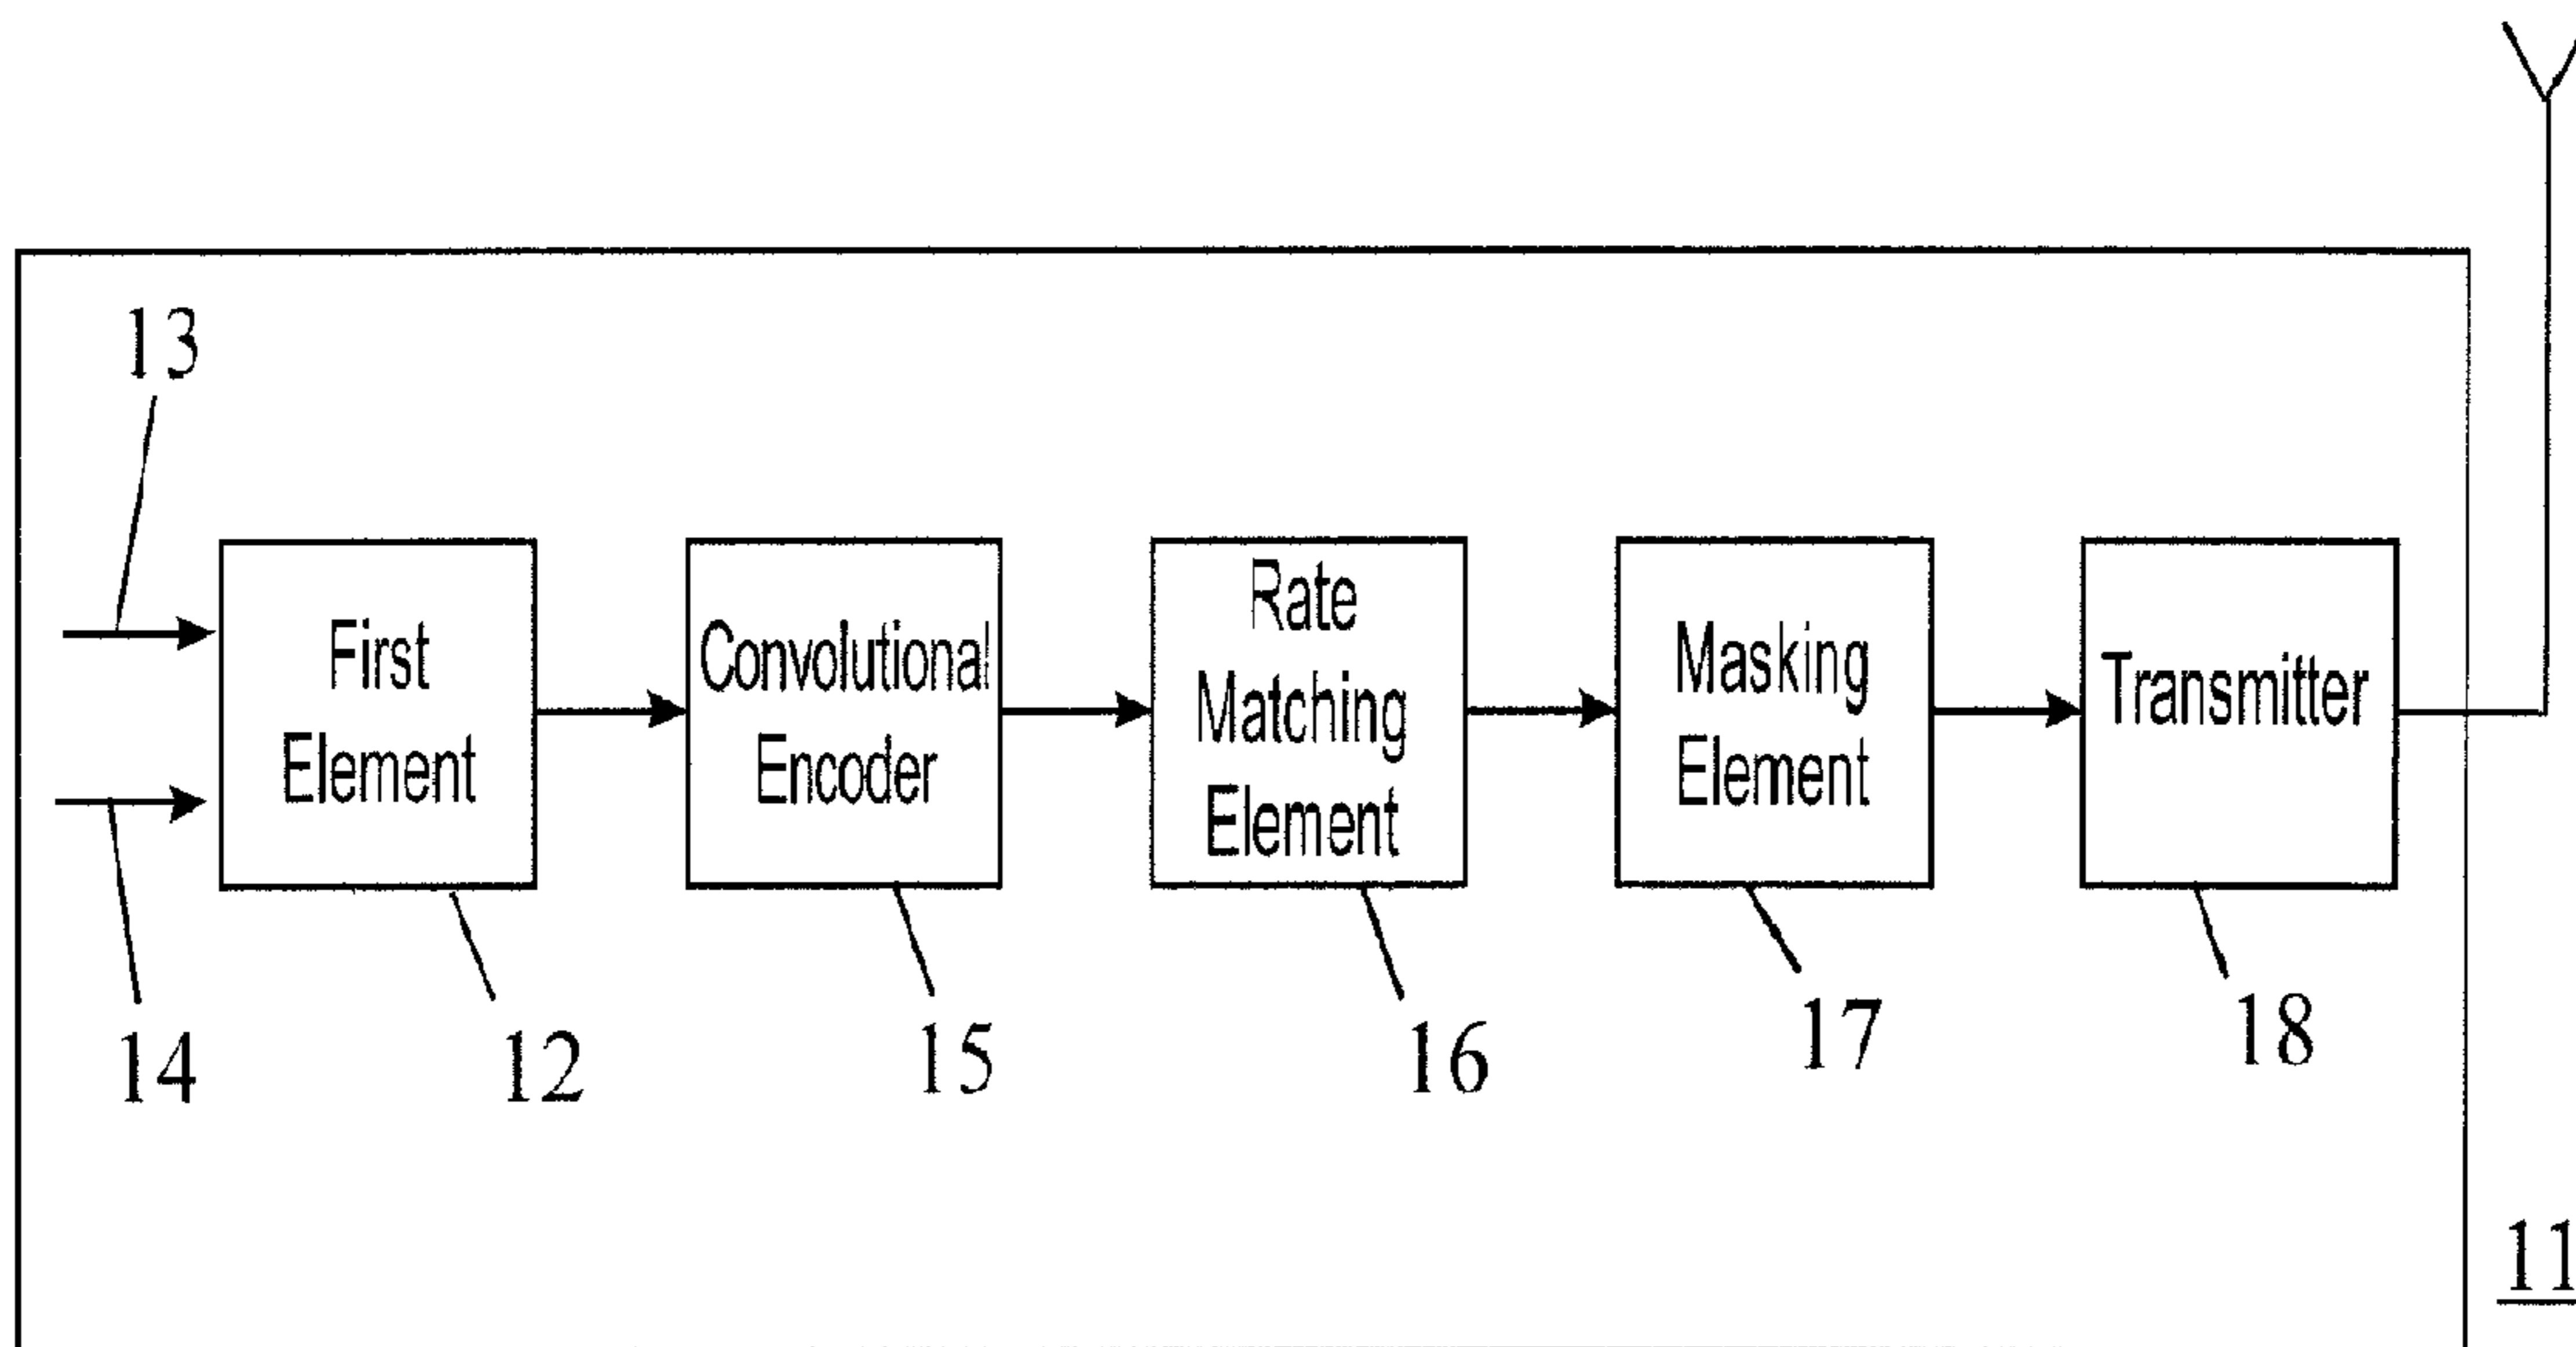 13
First
Element
Convolutional
Encoder
Rate
Matching
Element
Masking
Element
Transmitter
14
12
15
16
17
18
11